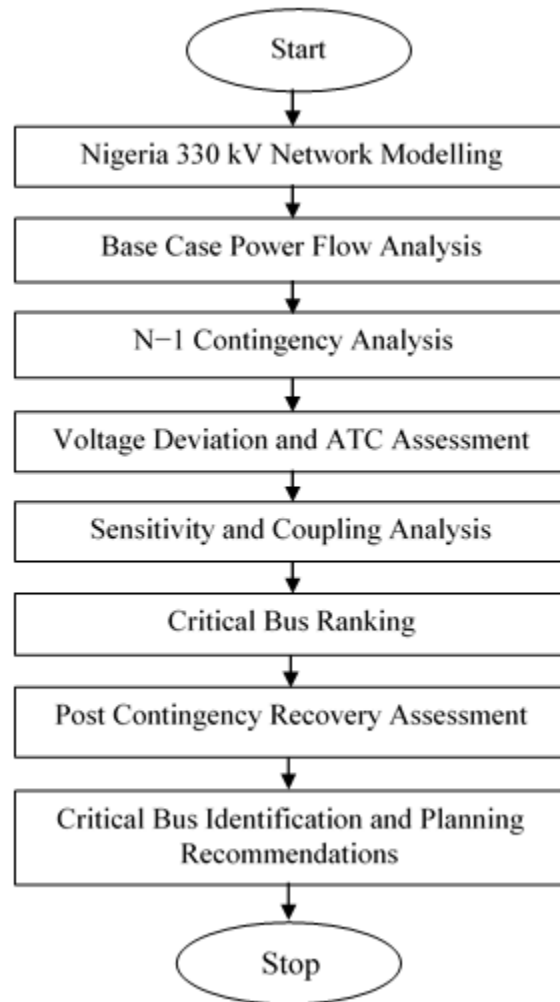 Start
Nigeria 330 kV Network Modelling
Base Case Power Flow Analysis
N−1 Contingency Analysis
Voltage Deviation and ATC Assessment
Sensitivity and Coupling Analysis
Critical Bus Ranking
Post Contingency Recovery Assessment
Critical Bus Identification and Planning
Recommendations
Stop